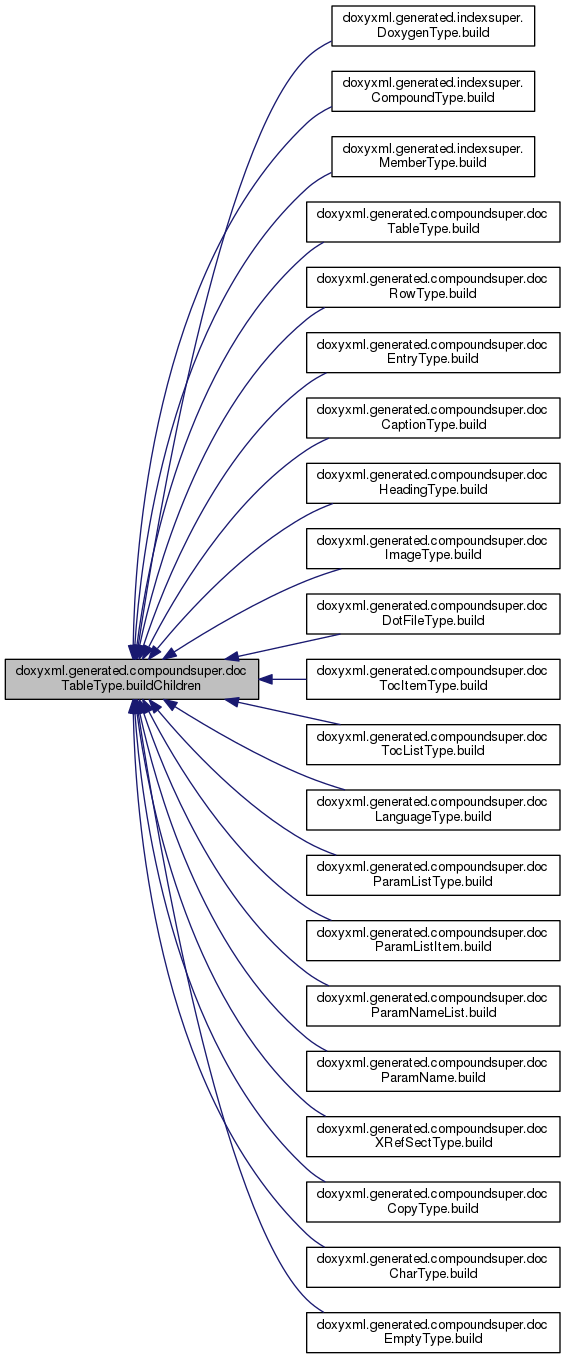 doxyxml.generated.indexsuper.
DoxygenType.build
doxyxml.generated.indexsuper.
CompoundType.build
doxyxml.generated.indexsuper.
MemberType.build
doxyxml.generated.compoundsuper.doc
TableType.build
doxyxml.generated.compoundsuper.doc
RowType.build
doxyxml.generated.compoundsuper.doc
EntryType.build
doxyxml.generated.compoundsuper.doc
CaptionType.build
doxyxml.generated.compoundsuper.doc
HeadingType.build
doxyxml.generated.compoundsuper.doc
ImageType.build
doxyxml.generated.compoundsuper.doc
DotFileType.build
doxyxml.generated.compoundsuper.doc
TableType.buildChildren
doxyxml.generated.compoundsuper.doc
TocItemType.build
doxyxml.generated.compoundsuper.doc
TocListType.build
doxyxml.generated.compoundsuper.doc
LanguageType.build
doxyxml.generated.compoundsuper.doc
ParamListType.build
doxyxml.generated.compoundsuper.doc
ParamListItem.build
doxyxml.generated.compoundsuper.doc
ParamNameList.build
doxyxml.generated.compoundsuper.doc
ParamName.build
doxyxml.generated.compoundsuper.doc
XRefSectType.build
doxyxml.generated.compoundsuper.doc
CopyType.build
doxyxml.generated.compoundsuper.doc
CharType.build
doxyxml.generated.compoundsuper.doc
EmptyType.build